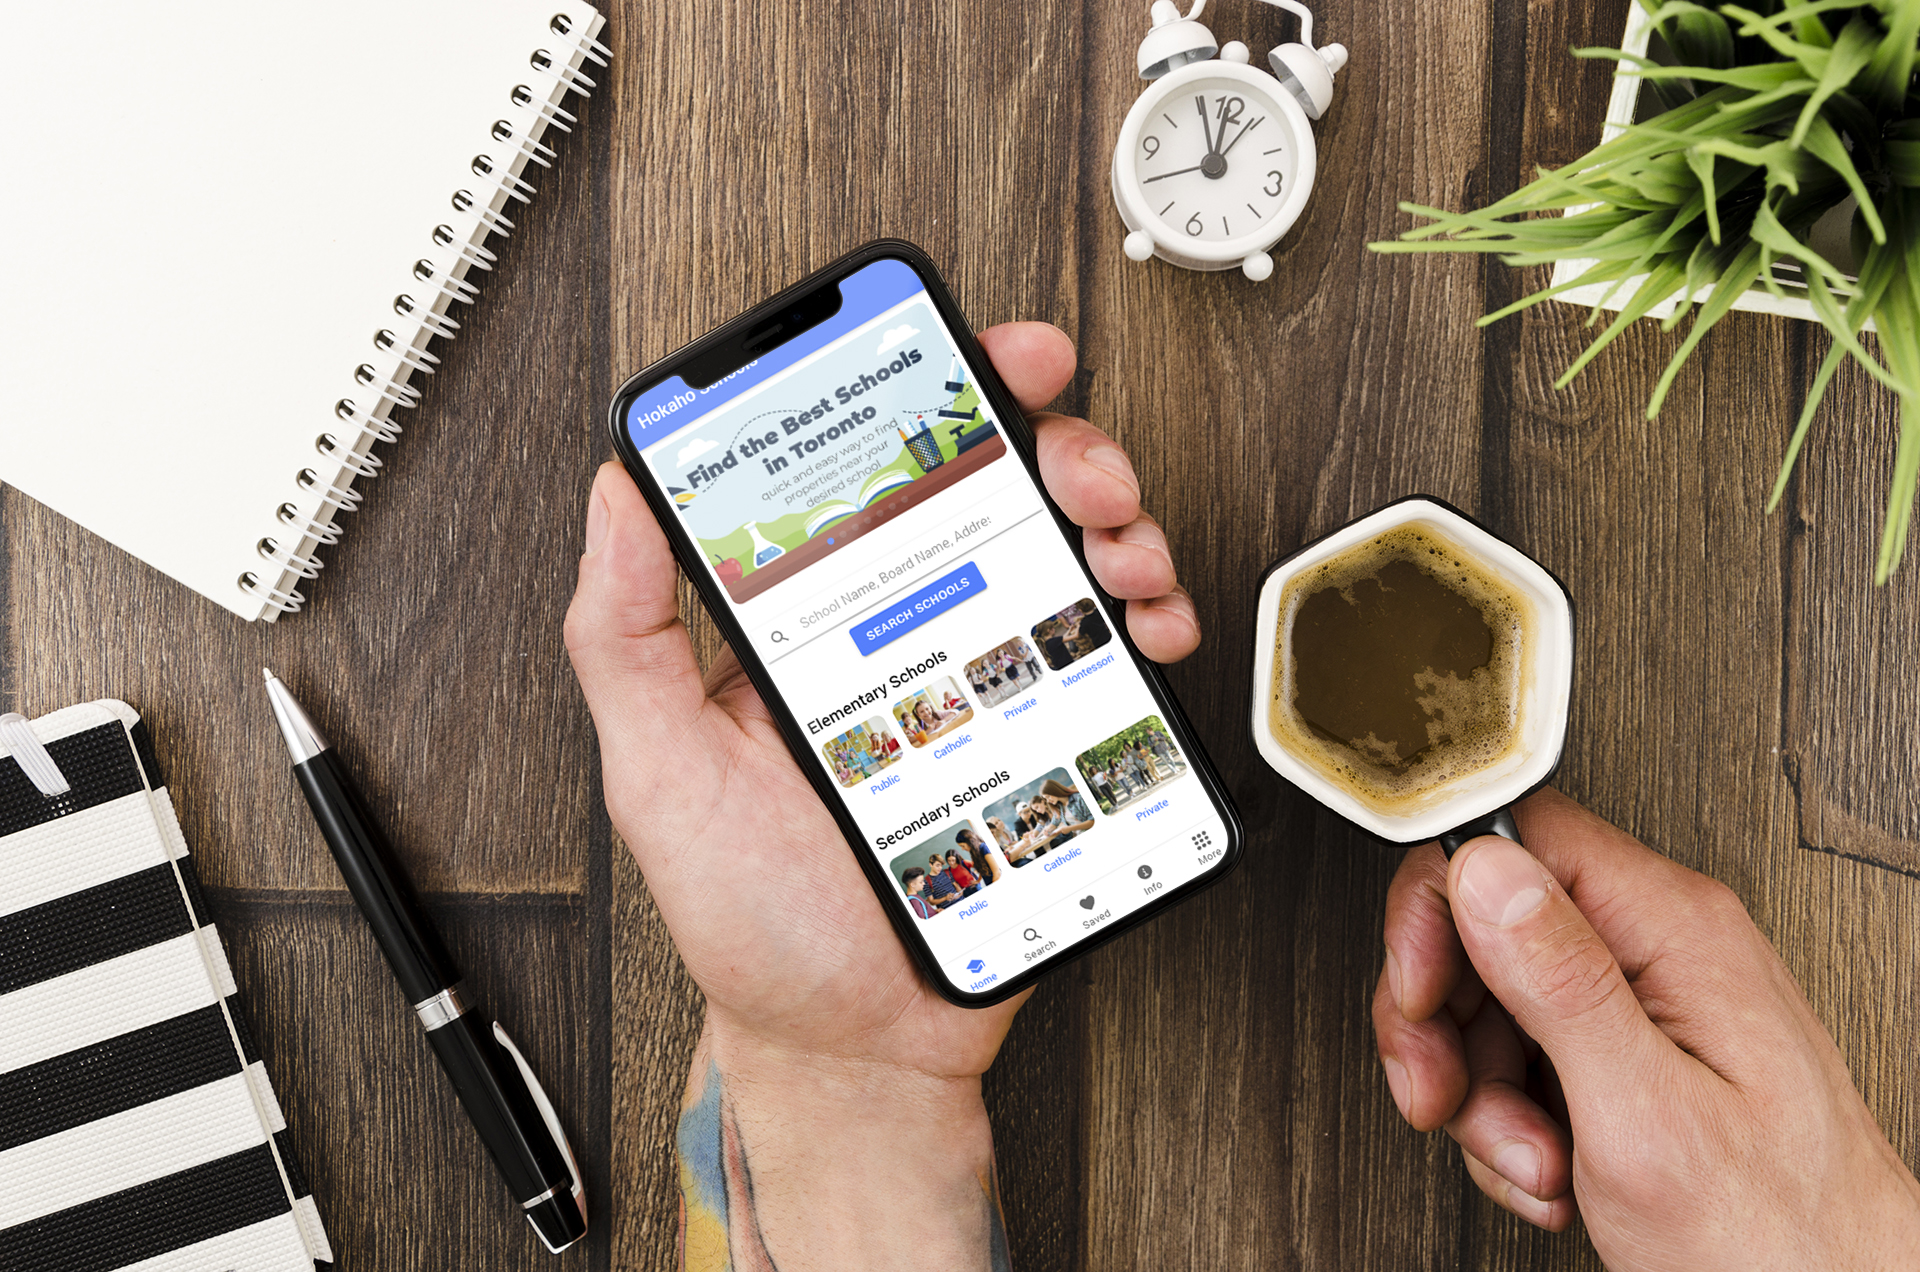 12
9
3
6
Hokaho Schools
Find the Best Schools
in Toronto
quick and easy way to find
properties near your
desired school
School Name, Board Name, Addre
SEARCH SCHOOLS
Elementary Schools
Public
Catholic
Private
Montessori
Secondary Schools
Public
Catholic
Private
Home
Search
Saved
Info
More